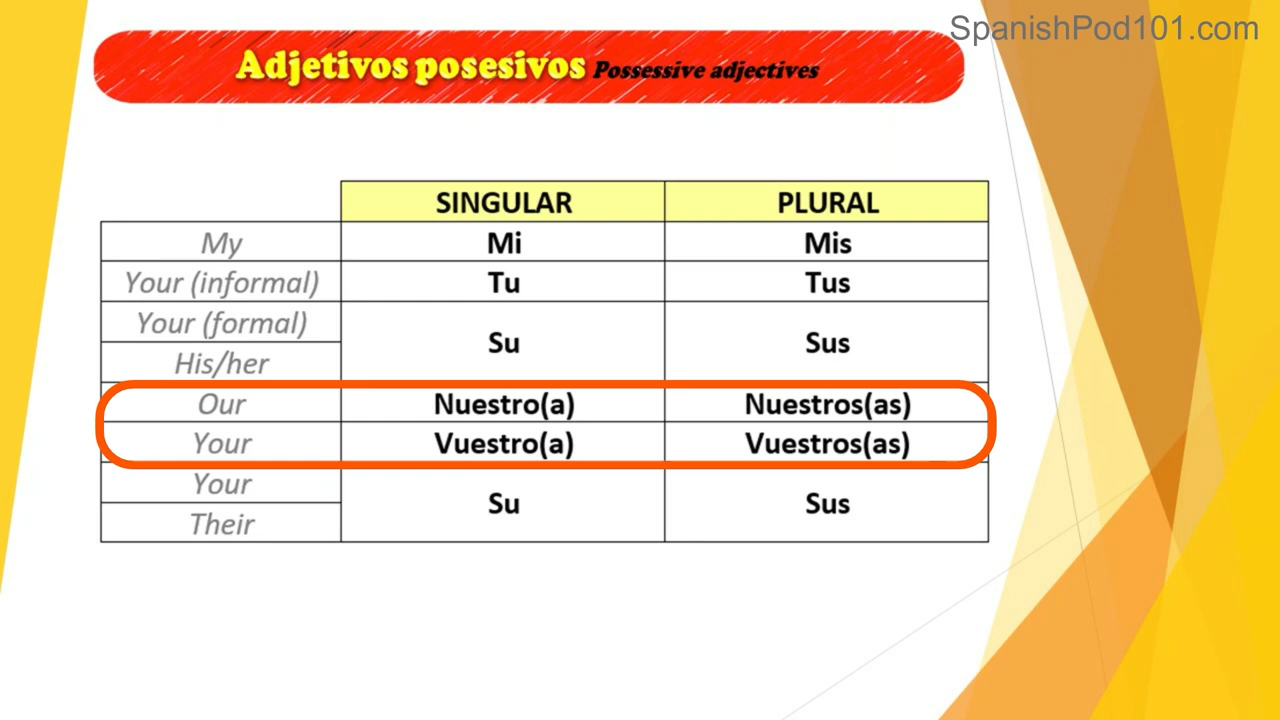 SpanishPod101.com
Adjetivos posesivos Possessive adjectives
SINGULAR PLURAL
My Mi Mis
Your (informal) Tu Tus
Your (formal)
Su Sus
His/her
Our Nuestro(a) Nuestros(as)
Your Vuestro(a) Vuestros(as)
Your
Su Sus
Their